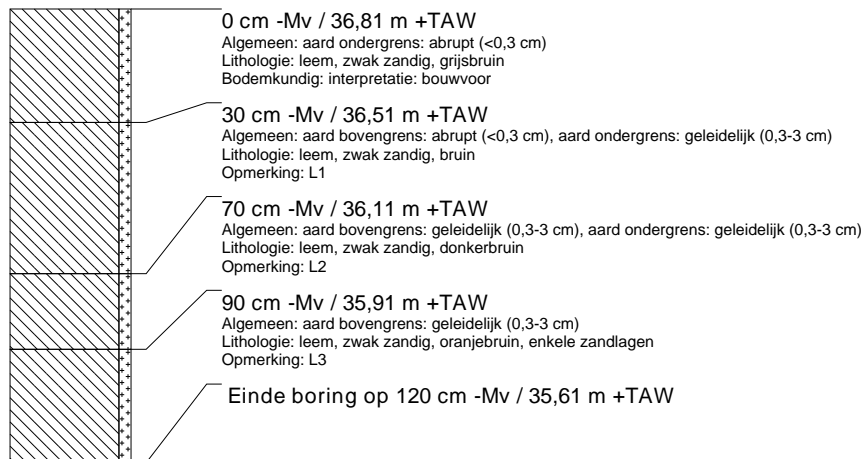 0 cm -Mv / 36,81 m +TAW
Algemeen: aard ondergrens: abrupt (<0,3 cm)
Lithologie: leem, zwak zandig, grijsbruin
Bodemkundig: interpretatie: bouwvoor
30 cm -Mv / 36,51 m +TAW
Algemeen: aard bovengrens: abrupt (<0,3 cm), aard ondergrens: geleidelijk (0,3-3 cm)
Lithologie: leem, zwak zandig, bruin
Opmerking: L1
70 cm -Mv / 36,11 m +TAW
Algemeen: aard bovengrens: geleidelijk (0,3-3 cm), aard ondergrens: geleidelijk (0,3-3 cm)
Lithologie: leem, zwak zandig, donkerbruin
Opmerking: L2
90 cm -Mv / 35,91 m +TAW
Algemeen: aard bovengrens: geleidelijk (0,3-3 cm)
Lithologie: leem, zwak zandig, oranjebruin, enkele zandlagen
Opmerking: L3
Einde boring op 120 cm -Mv / 35,61 m +TAW